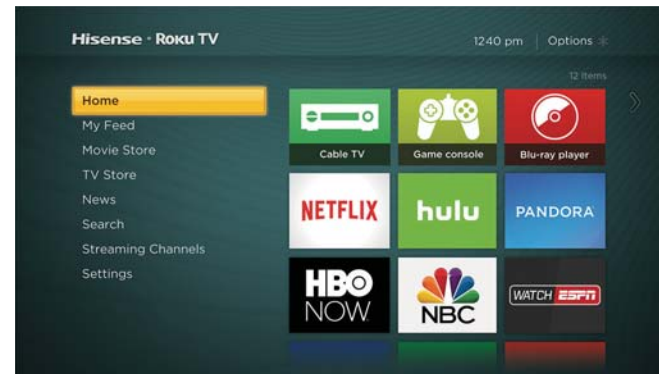 Hisense · ROKU TV
1240 pm | Options *
12 Items
Home
My Feed
Movie Store
TV Store
News
Search
Streaming Channels
Settings
Cable TV
Game console
Blu-ray player
NETFLIX
hulu
PANDORA
HBO
NOW
NBC
WATCH ESPN